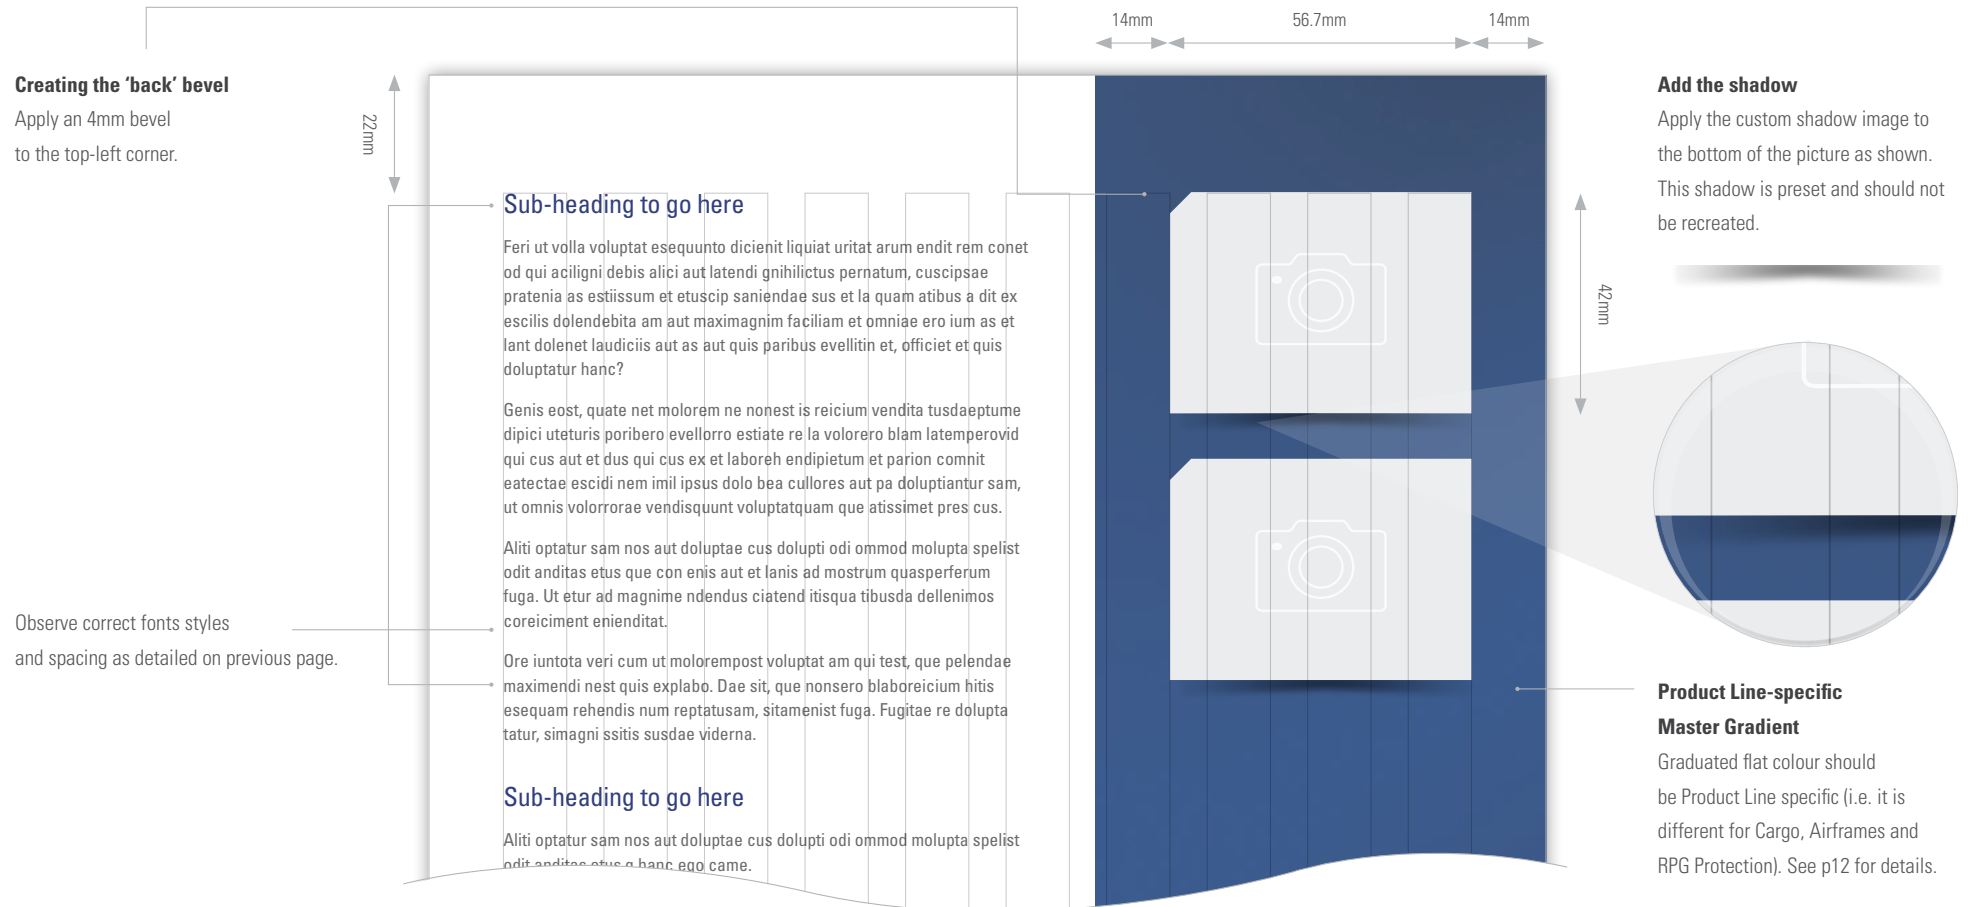 14mm
56.7mm
14mm
Creating the ‘back’ bevel
Apply an 4mm bevel
to the top-left corner.
22mm
Sub-heading to go here
Feri ut volla voluptat esequunto dicienit liquiat uritat arum endit rem conet
od qui aciligni debis alici aut latendi gnihilictus pernatum, cuscipsae
pratenia as estiissum et etuscip saniendae sus et la quam atibus a dit ex
escilis dolendebita am aut maximagnim faciliam et omniae ero ium as et
lant dolenet laudiciis aut as aut quis paribus evellitin et, officiet et quis
doluptatur hanc?
Genis eost, quate net molorem ne nonest is reicium vendita tusdaeptume
dipici uteturis poribero evellorro estiate re la volorero blam latemperovid
qui cus aut et dus qui cus ex et laboreh endipietum et parion comnit
eatectae escidi nem imil ipsus dolo bea cullores aut pa doluptiantur sam,
ut omnis volorrorae vendisquunt voluptatquam que atissimet pres cus.
Aliti optatur sam nos aut doluptae cus dolupti odi ommod molupta spelist
odit anditas etus que con enis aut et lanis ad mostrum quasperferum
fuga. Ut etur ad magnime ndendus ciatend itisqua tibusda dellenimos
coreiciment enienditat.
Ore iuntota veri cum ut molorempost voluptat am qui test, que pelendae
maximendi nest quis explabo. Dae sit, que nonsero blaboreicium hitis
esequam rehendis num reptatusam, sitamenist fuga. Fugitae re dolupta
tatur, simagni ssitis susdae viderna.
Sub-heading to go here
Aliti optatur sam nos aut doluptae cus dolupti odi ommod molupta spelist
odit anditas etus q hanc ego came.
Observe correct fonts styles
and spacing as detailed on previous page.
Add the shadow
Apply the custom shadow image to
the bottom of the picture as shown.
This shadow is preset and should not
be recreated.
42mm
Product Line-specific
Master Gradient
Graduated flat colour should
be Product Line specific (i.e. it is
different for Cargo, Airframes and
RPG Protection). See p12 for details.